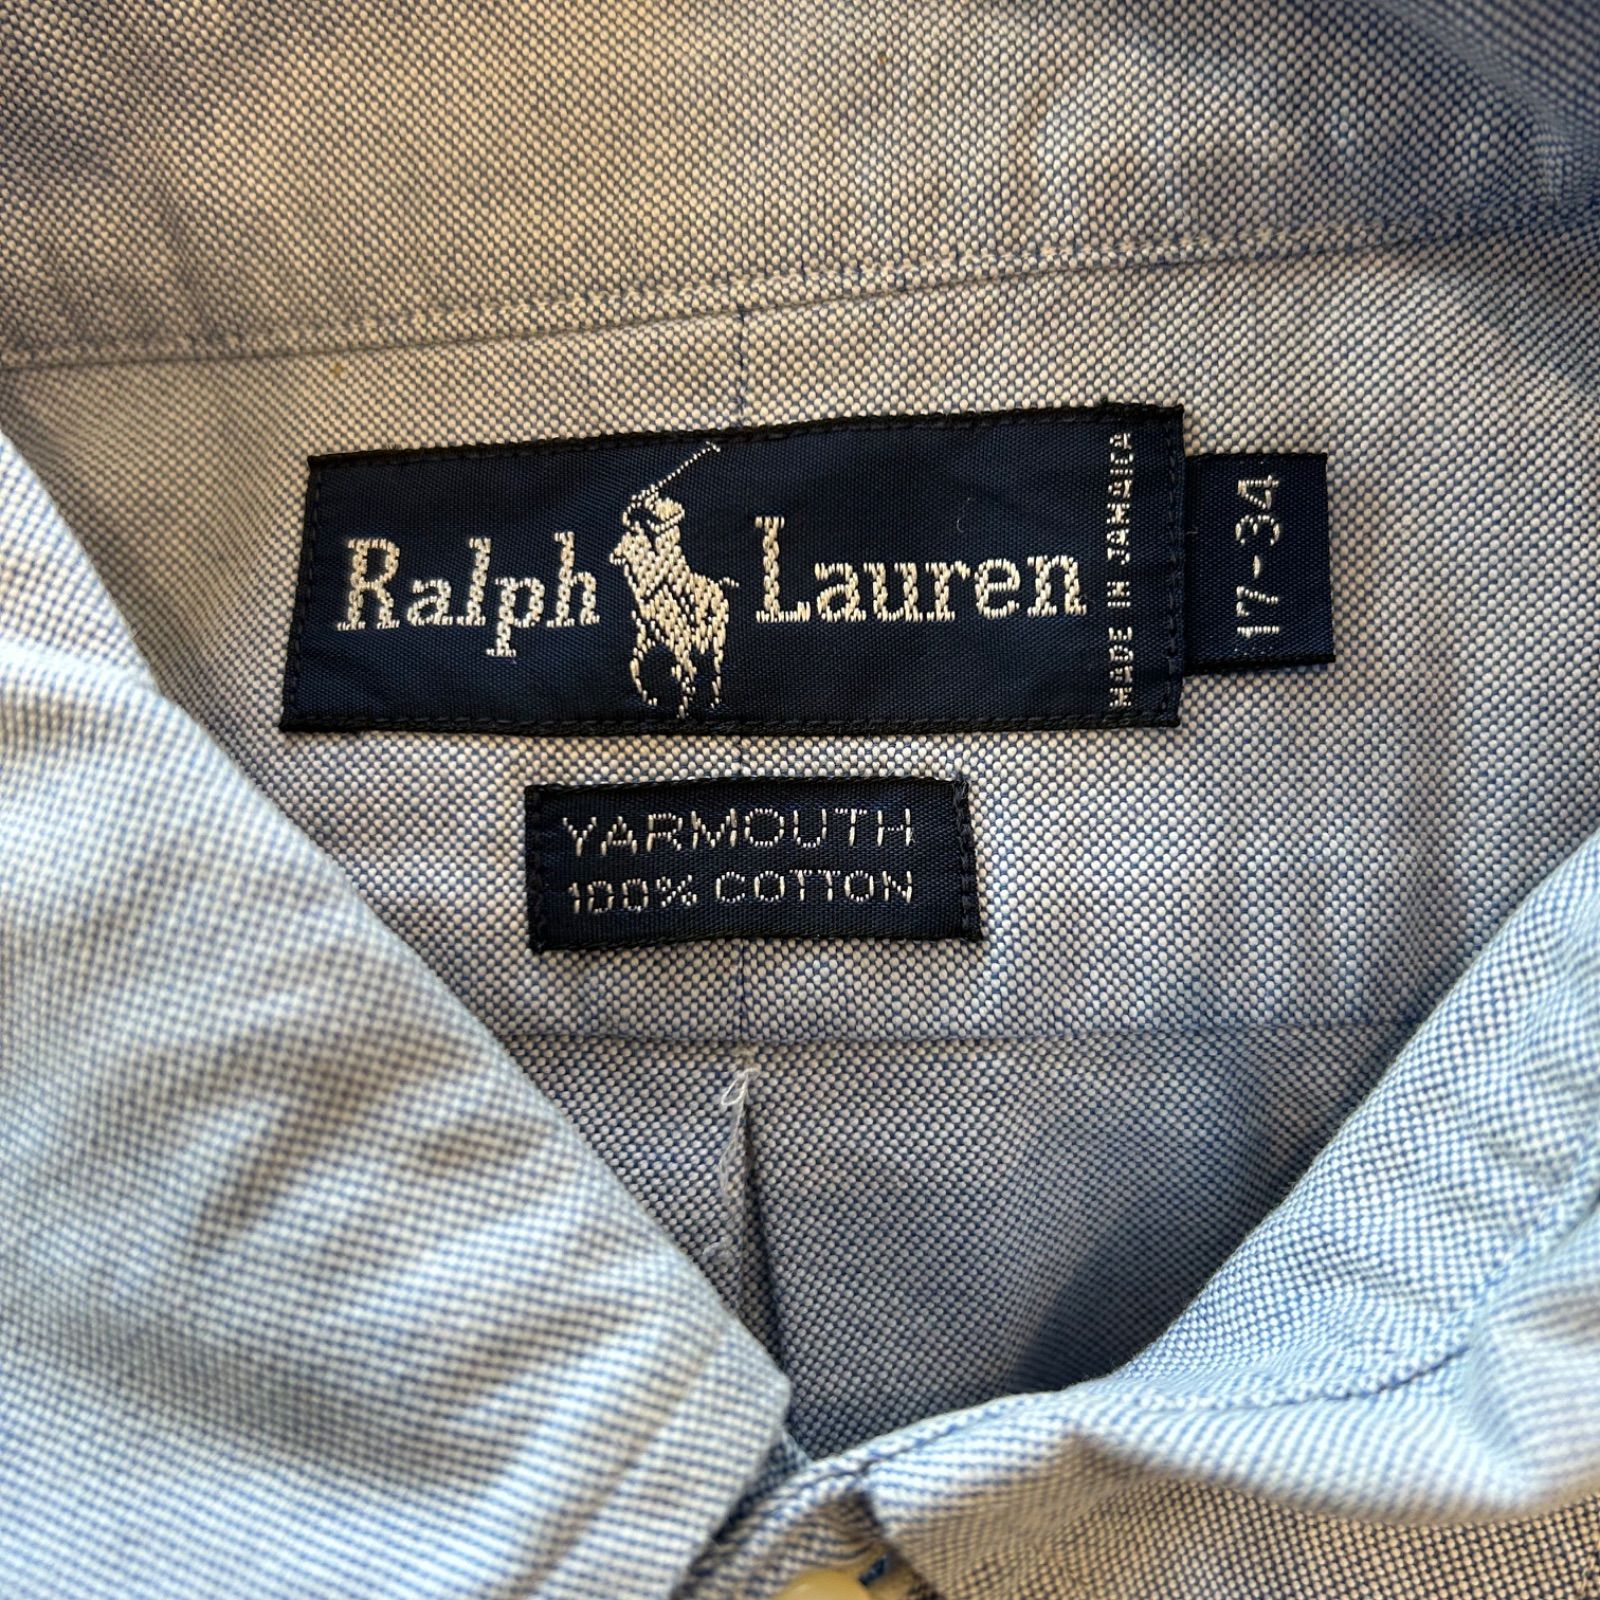 Ralph Lauren
MADE IN JAMAICA
17-34
YARMOUTH
100% COTTON